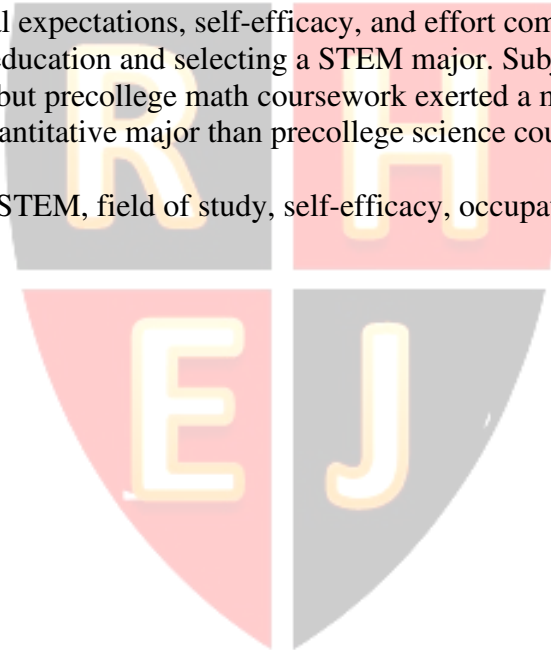 l expectations, self-efficacy, and effort com
education and selecting a STEM major. Subj
but precollege math coursework exerted a m
antitative major than precollege science cou
STEM, field of study, self-efficacy, occupat
R H
E J